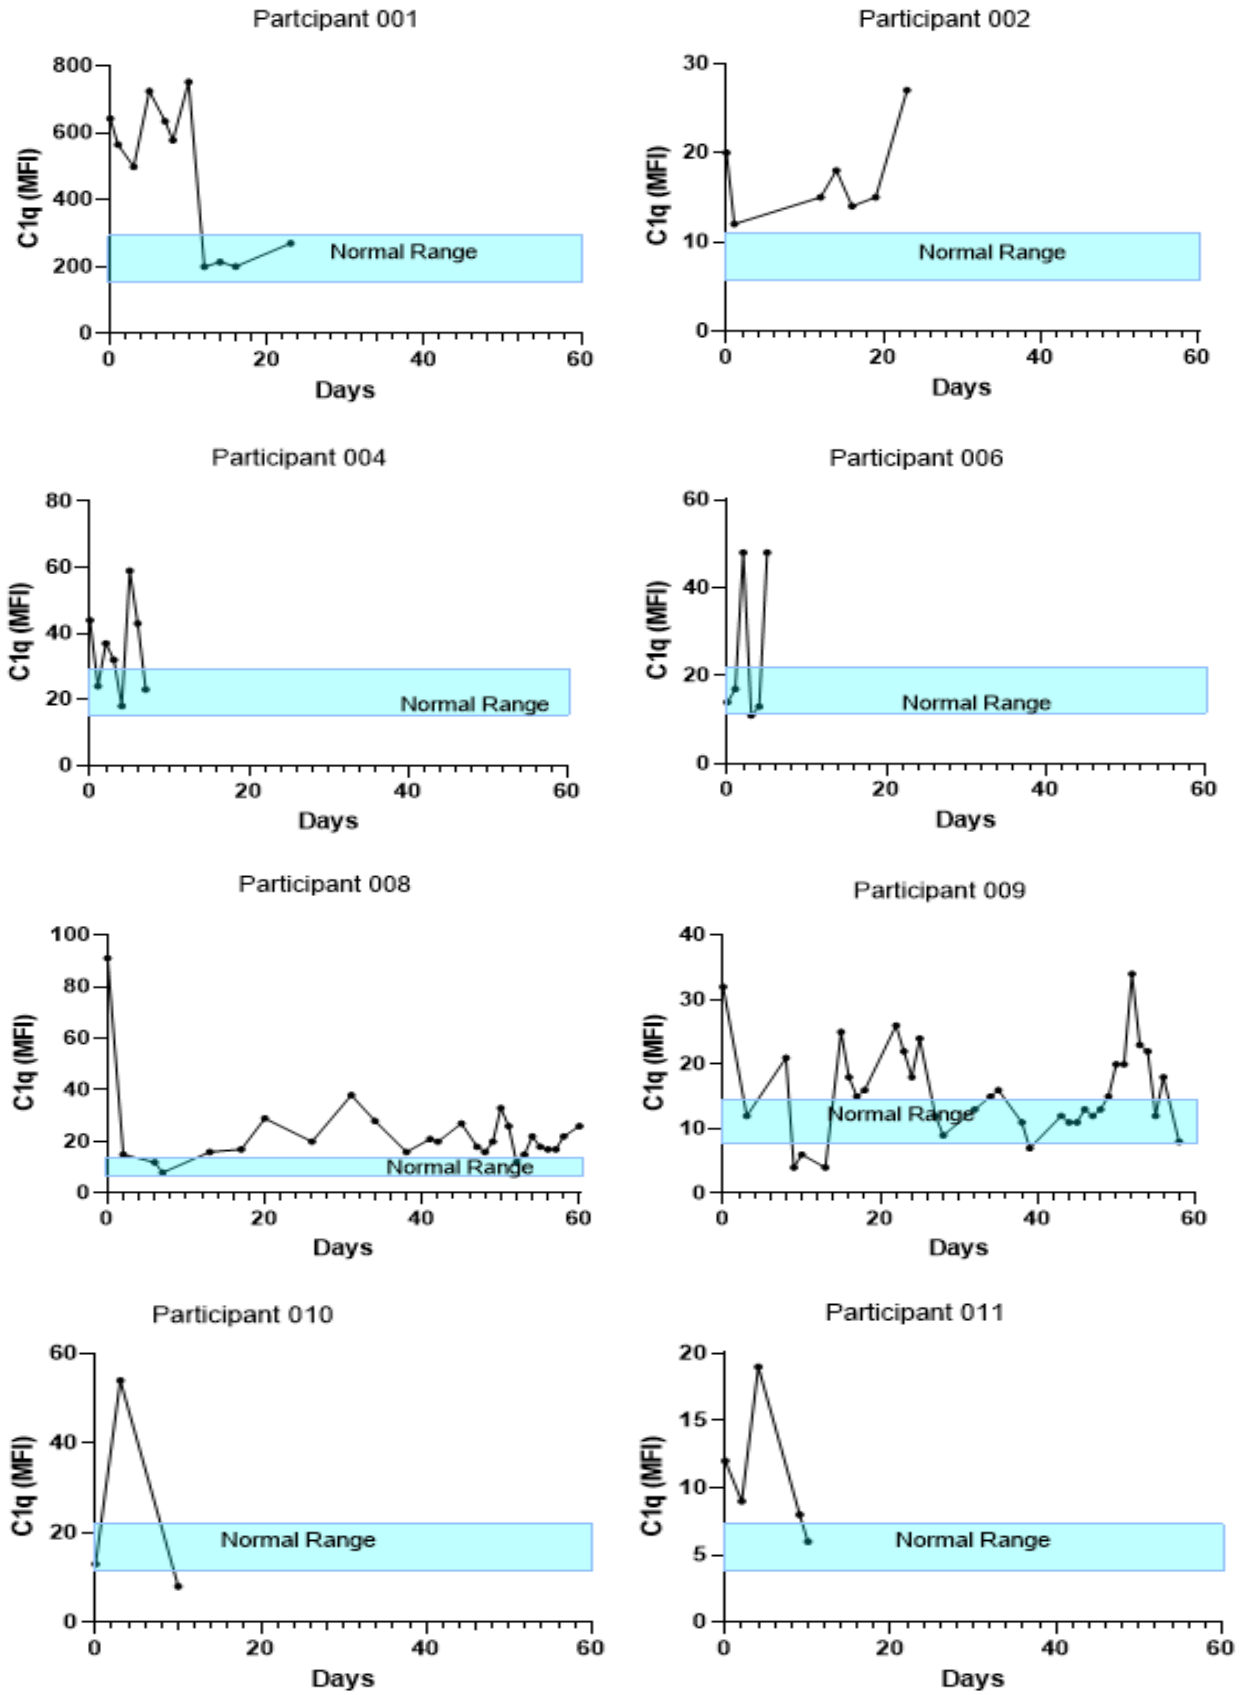 Partcipant 001
800
600
400
200
0
C1q (MFI)
Normal Range
0 20 40 60
Days
Participant 002
30
20
10
0
C1q (MFI)
Normal Range
0 20 40 60
Days
Participant 004
80
60
40
20
0
C1q (MFI)
Normal Range
0 20 40 60
Days
Participant 006
60
40
20
0
C1q (MFI)
Normal Range
0 20 40 60
Days
Participant 008
100
80
60
40
20
0
C1q (MFI)
Normal Range
0 20 40 60
Days
Participant 009
40
30
20
10
0
C1q (MFI)
Normal Range
0 20 40 60
Days
Participant 010
60
40
20
0
C1q (MFI)
Normal Range
0 20 40 60
Days
Participant 011
20
15
10
5
0
C1q (MFI)
Normal Range
0 20 40 60
Days